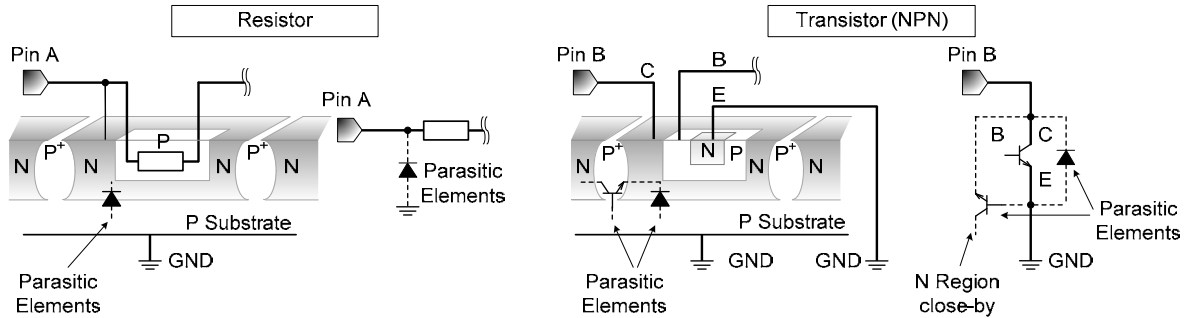 Resistor
Pin A
N
P+
N
P
N
P+
N
Parasitic
Elements
P Substrate
GND
Pin A
Parasitic
Elements
Transistor (NPN)
Pin B
C
B
E
N
P+
N
N
P
P+
N
P Substrate
GND
GND
Parasitic
Elements
Pin B
B
C
E
Parasitic
Elements
GND
N Region
close-by